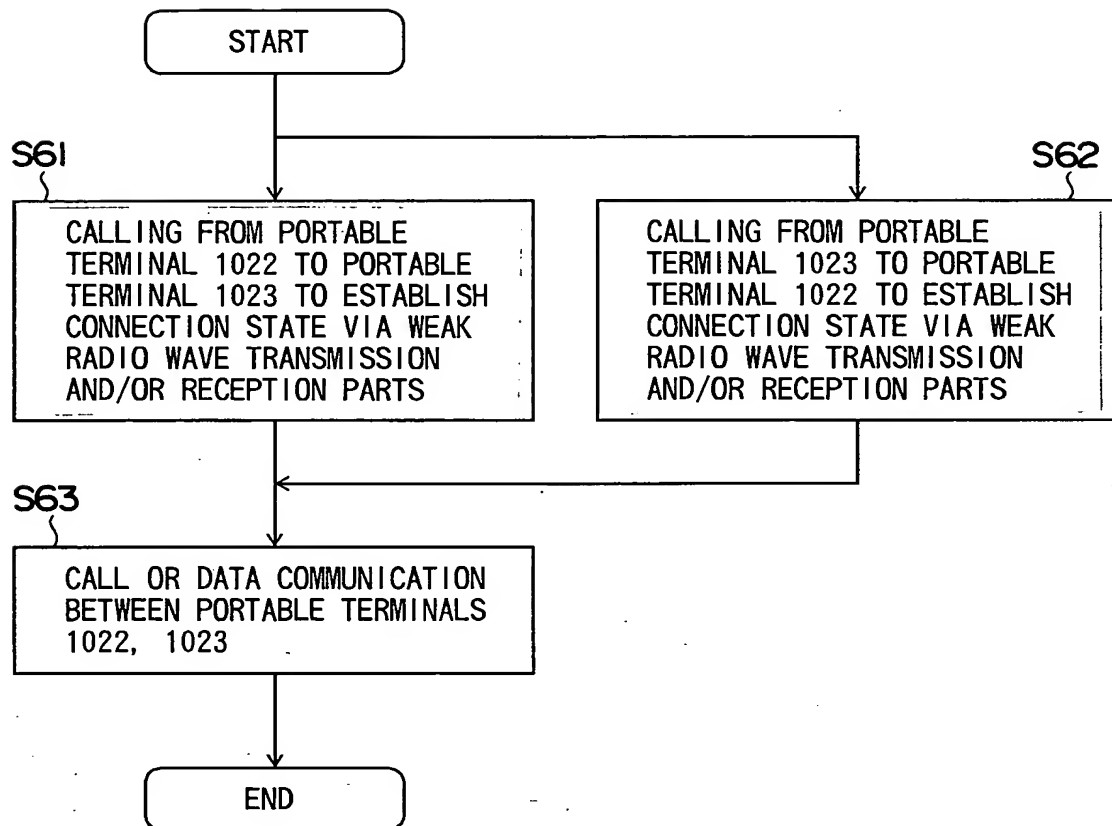 START
S61
CALLING FROM PORTABLE
TERMINAL 1022 TO PORTABLE
TERMINAL 1023 TO ESTABLISH
CONNECTION STATE VIA WEAK
RADIO WAVE TRANSMISSION
AND/OR RECEPTION PARTS
S62
CALLING FROM PORTABLE
TERMINAL 1023 TO PORTABLE
TERMINAL 1022 TO ESTABLISH
CONNECTION STATE VIA WEAK
RADIO WAVE TRANSMISSION
AND/OR RECEPTION PARTS
S63
CALL OR DATA COMMUNICATION
BETWEEN PORTABLE TERMINALS
1022, 1023
END